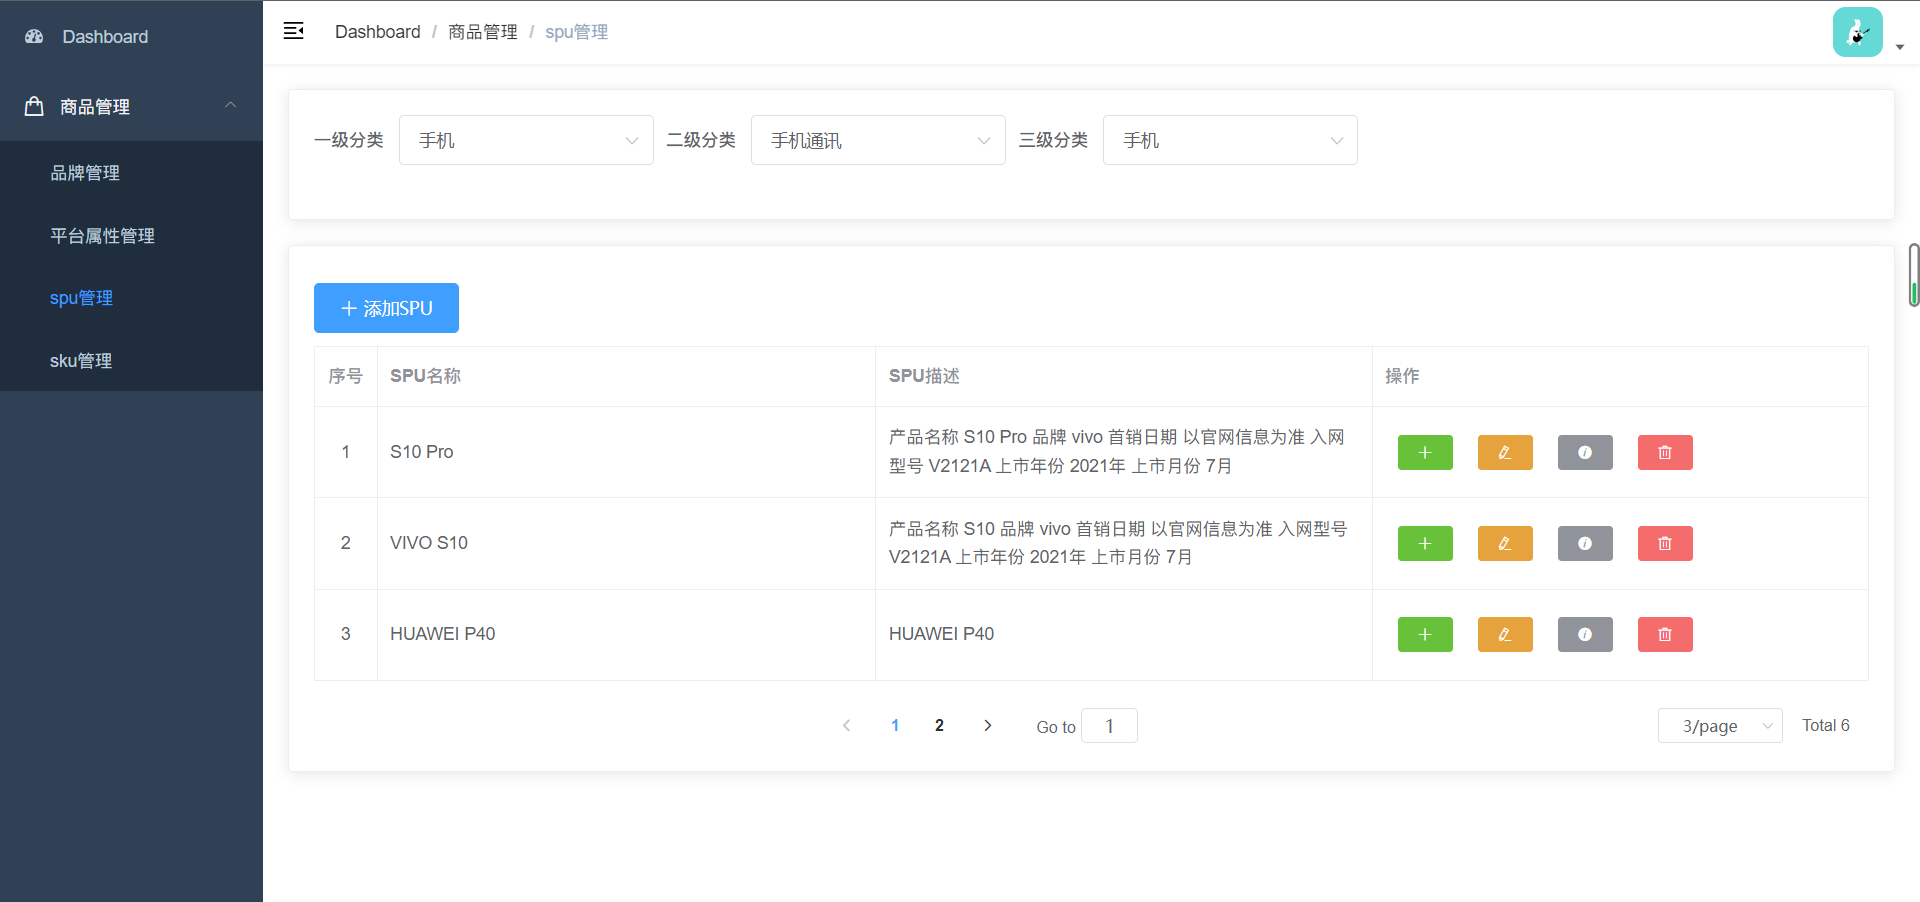 Dashboard
商品管理
品牌管理
平台属性管理
spu管理
sku管理
Dashboard / 商品管理 / spu管理
一级分类 手机 二级分类 手机通讯 三级分类 手机
添加SPU
序号 SPU名称 SPU描述 操作
1 S10 Pro 产品名称 S10 Pro 品牌 vivo 首销日期 以官网信息为准 入网
型号 V2121A 上市年份 2021年 上市月份 7月
2 VIVO S10 产品名称 S10 品牌 vivo 首销日期 以官网信息为准 入网型号
V2121A 上市年份 2021年 上市月份 7月
3 HUAWEI P40 HUAWEI P40
1 2 Go to 1 3/page Total 6